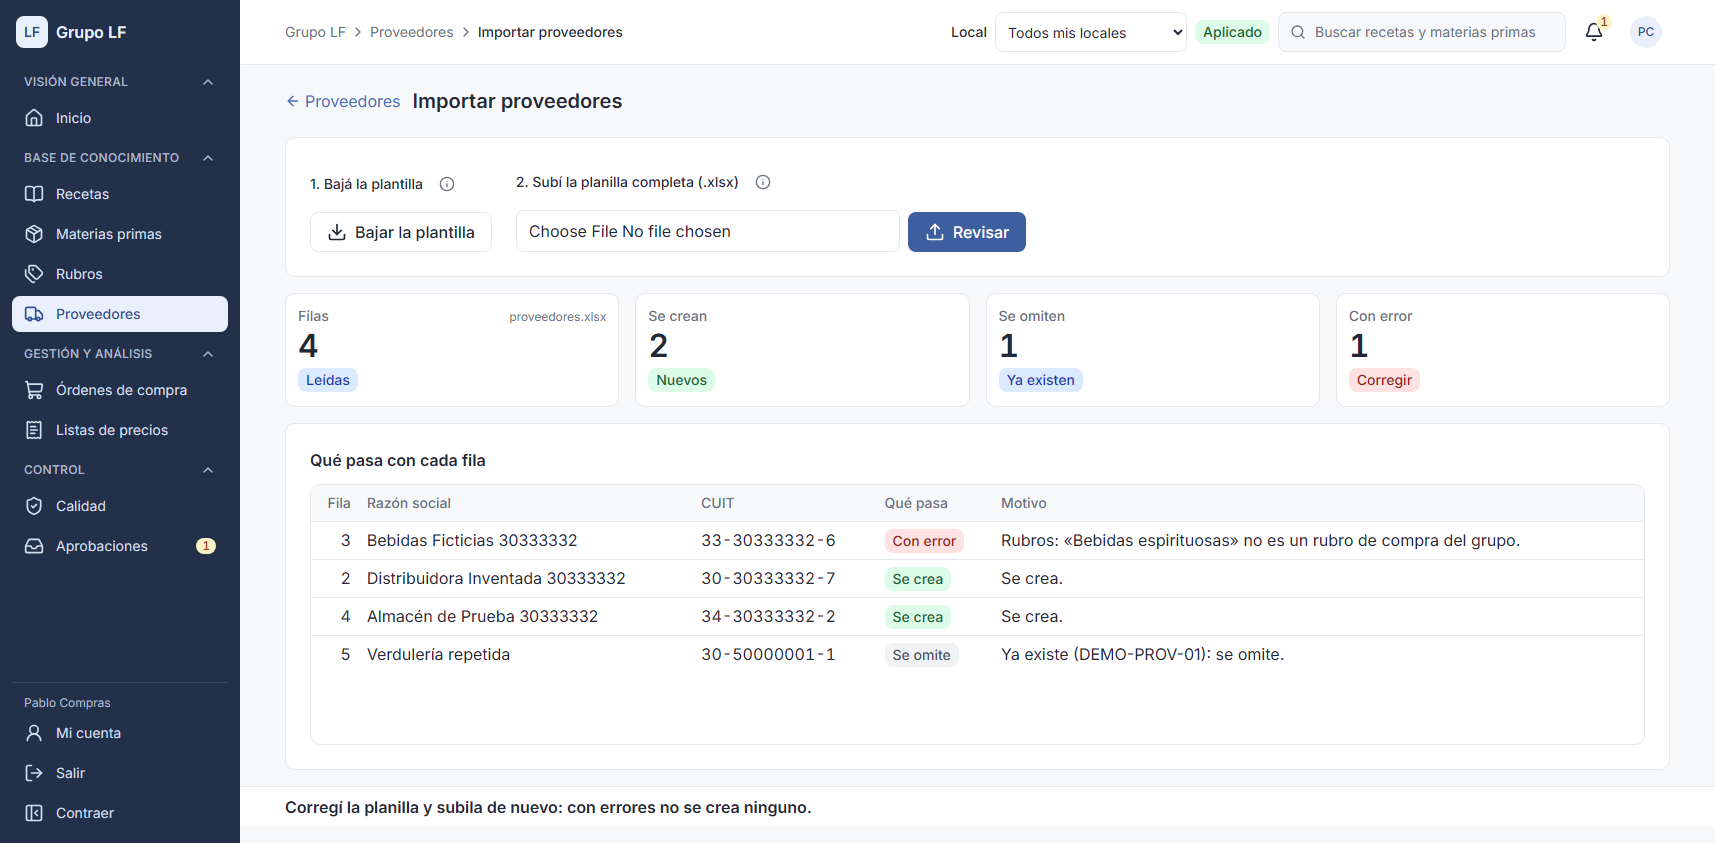 LF Grupo LF
VISIÓN GENERAL
Inicio
BASE DE CONOCIMIENTO
Recetas
Materias primas
Rubros
Proveedores
GESTIÓN Y ANÁLISIS
Órdenes de compra
Listas de precios
CONTROL
Calidad
Aprobaciones 1
Pablo Compras
Mi cuenta
Salir
Contraer
Grupo LF > Proveedores > Importar proveedores
Local Todos mis locales Aplicado Buscar recetas y materias primas 1 PC
← Proveedores Importar proveedores
1. Bajá la plantilla
Bajar la plantilla
2. Subí la planilla completa (.xlsx)
Choose File No file chosen Revisar
Filas proveedores.xlsx
4
Leídas
Se crean
2
Nuevos
Se omiten
1
Ya existen
Con error
1
Corregir
Qué pasa con cada fila
Fila Razón social CUIT Qué pasa Motivo
3 Bebidas Ficticias 30333332 33-30333332-6 Con error Rubros: «Bebidas espirituosas» no es un rubro de compra del grupo.
2 Distribuidora Inventada 30333332 30-30333332-7 Se crea Se crea.
4 Almacén de Prueba 30333332 34-30333332-2 Se crea Se crea.
5 Verdulería repetida 30-50000001-1 Se omite Ya existe (DEMO-PROV-01): se omite.
Corregí la planilla y subila de nuevo: con errores no se crea ninguno.